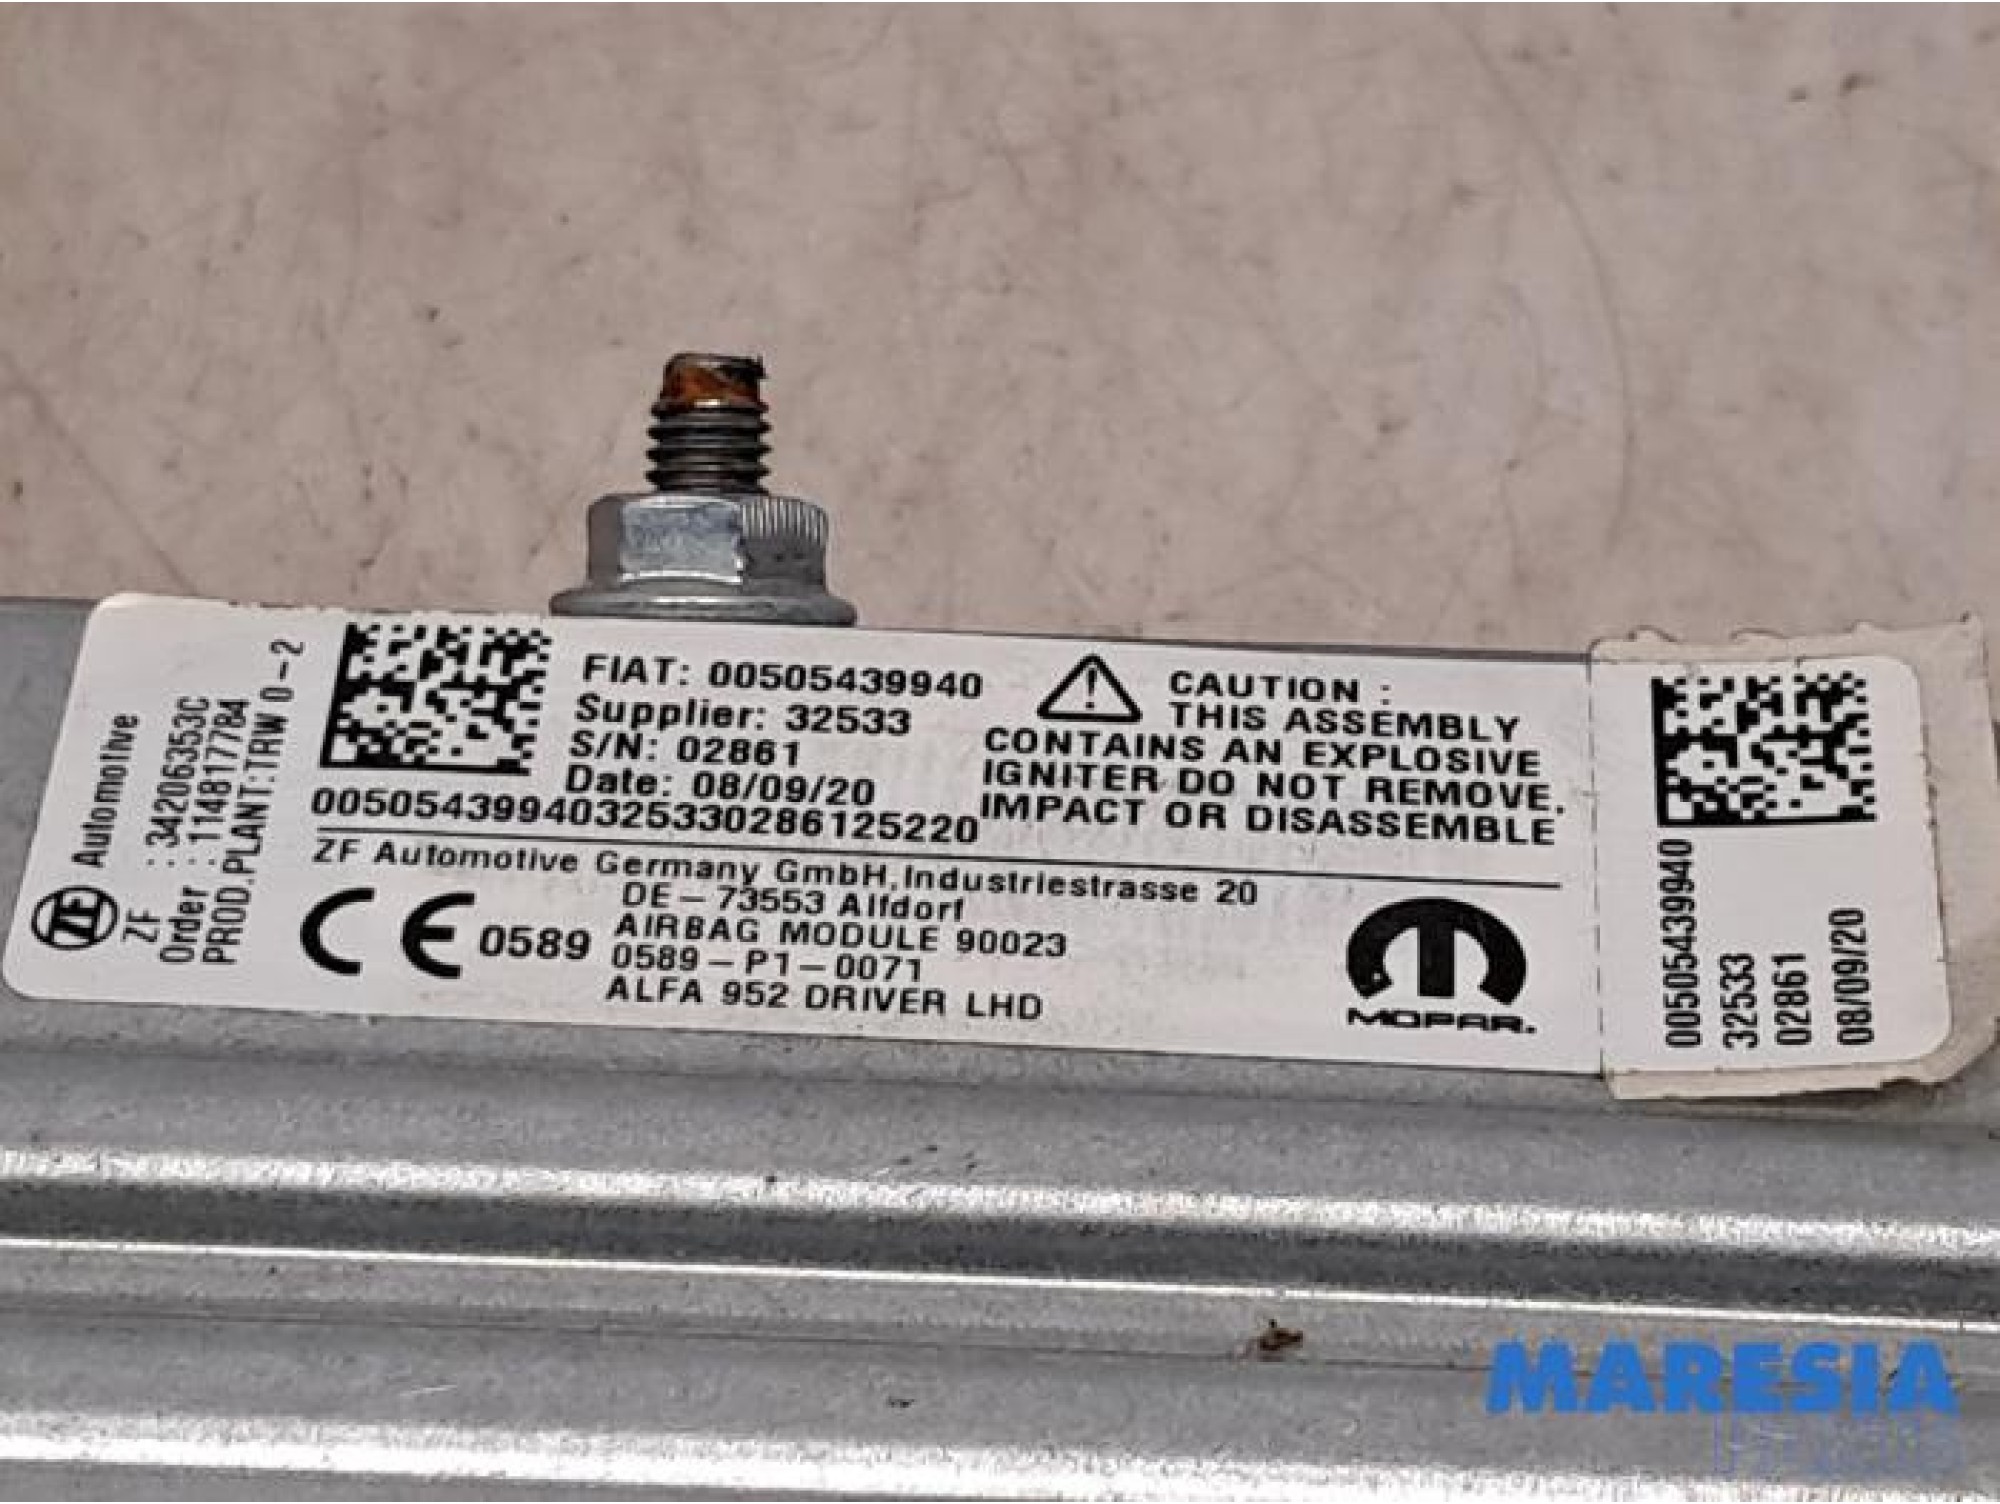 ZF Automotive
ZF : 34206353C
Order : 114817784
PROD.PLANT:TRW 0-2
FIAT: 00505439940
Supplier: 32533
S/N: 02861
Date: 08/09/20
00505439940325330286125220
CAUTION :
THIS ASSEMBLY
CONTAINS AN EXPLOSIVE
IGNITER DO NOT REMOVE.
IMPACT OR DISASSEMBLE
ZF Automotive Germany GmbH,Industriestrasse 20
DE-73553 Alfdorf
AIRBAG MODULE 90023
0589-P1-0071
ALFA 952 DRIVER LHD
CE 0589
MOPAR.
00505439940
32533
02861
08/09/20
MARESIA
PARTS